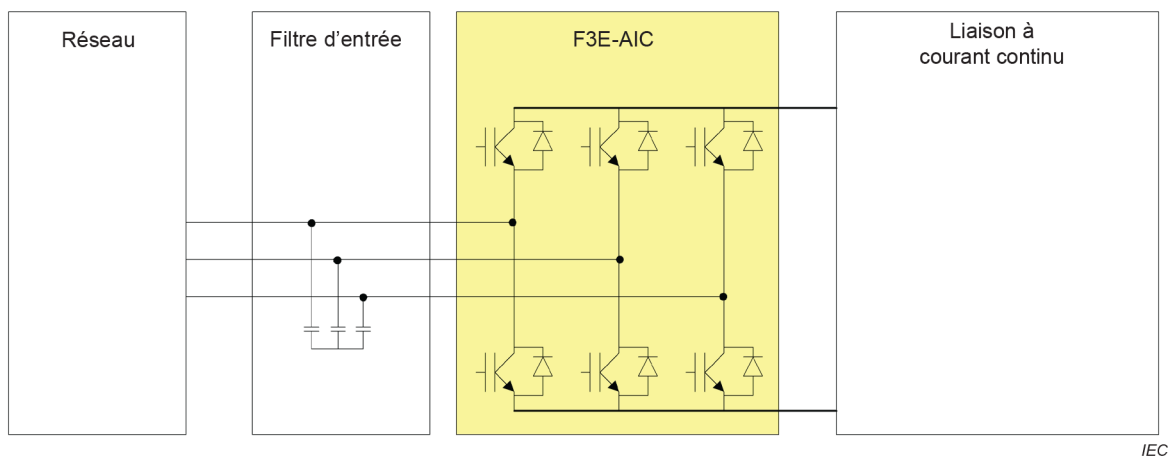 Réseau
Filtre d'entrée
F3E-AIC
Liaison à
courant continu
IEC